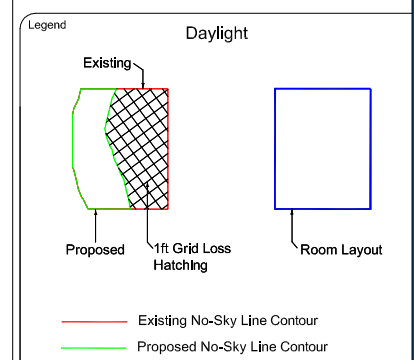 Legend
Daylight
Existing
Proposed
1ft Grid Loss
Hatching
Room Layout
Existing No-Sky Line Contour
Proposed No-Sky Line Contour